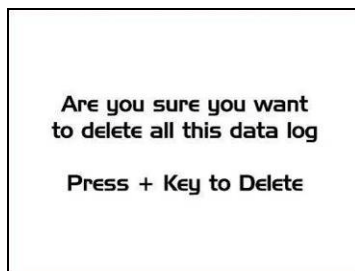 Are you sure you want
to delete all this data log
Press + Key to Delete